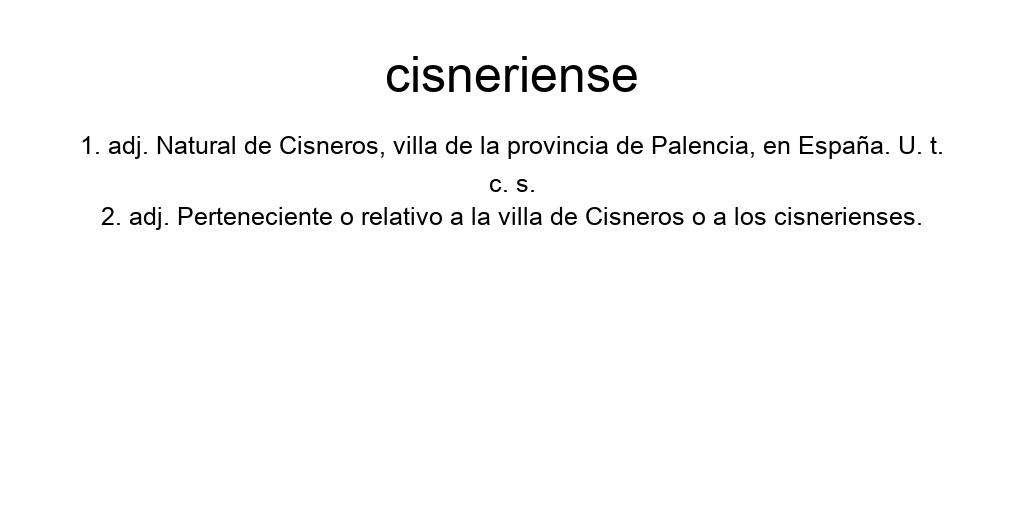 cisneriense
1. adj. Natural de Cisneros, villa de la provincia de Palencia, en España. U. t.
c. s.
2. adj. Perteneciente o relativo a la villa de Cisneros o a los cisnerienses.